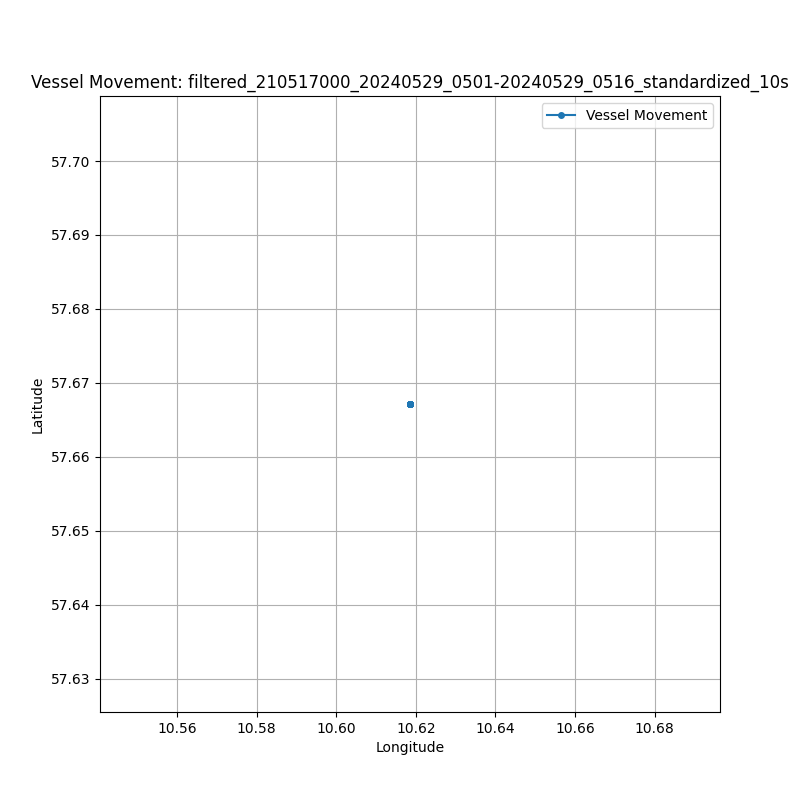 Vessel Movement: filtered_210517000_20240529_0501-20240529_0516_standardized_10s
Vessel Movement
57.70
57.69
57.68
57.67
57.66
57.65
57.64
57.63
Latitude
10.56 10.58 10.60 10.62 10.64 10.66 10.68
Longitude